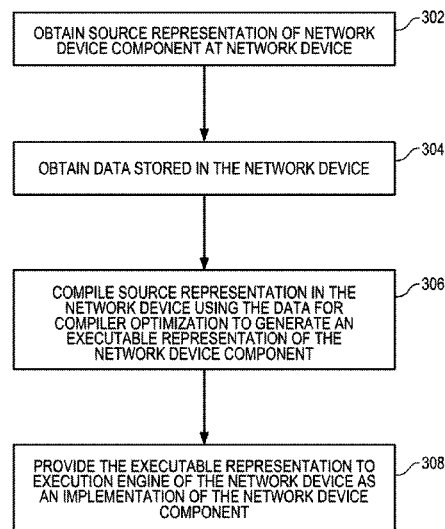 OBTAIN SOURCE REPRESENTATION OF NETWORK
DEVICE COMPONENT AT NETWORK DEVICE
302
OBTAIN DATA STORED IN THE NETWORK DEVICE
304
COMPILE SOURCE REPRESENTATION IN THE
NETWORK DEVICE USING THE DATA FOR
COMPILER OPTIMIZATION TO GENERATE AN
EXECUTABLE REPRESENTATION OF THE
NETWORK DEVICE COMPONENT
306
PROVIDE THE EXECUTABLE REPRESENTATION TO
EXECUTION ENGINE OF THE NETWORK DEVICE AS
AN IMPLEMENTATION OF THE NETWORK DEVICE
COMPONENT
308